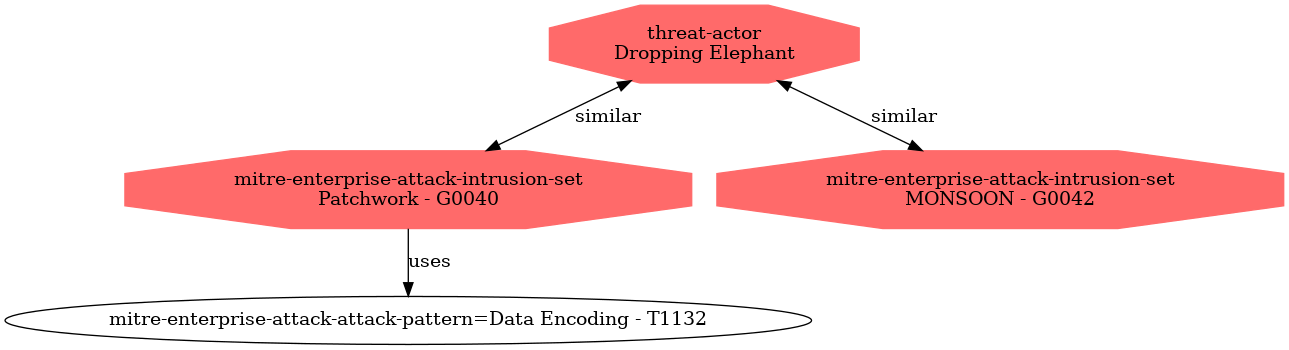 threat-actor
Dropping Elephant
similar
similar
mitre-enterprise-attack-intrusion-set
Patchwork - G0040
mitre-enterprise-attack-intrusion-set
MONSOON - G0042
uses
mitre-enterprise-attack-attack-pattern=Data Encoding - T1132